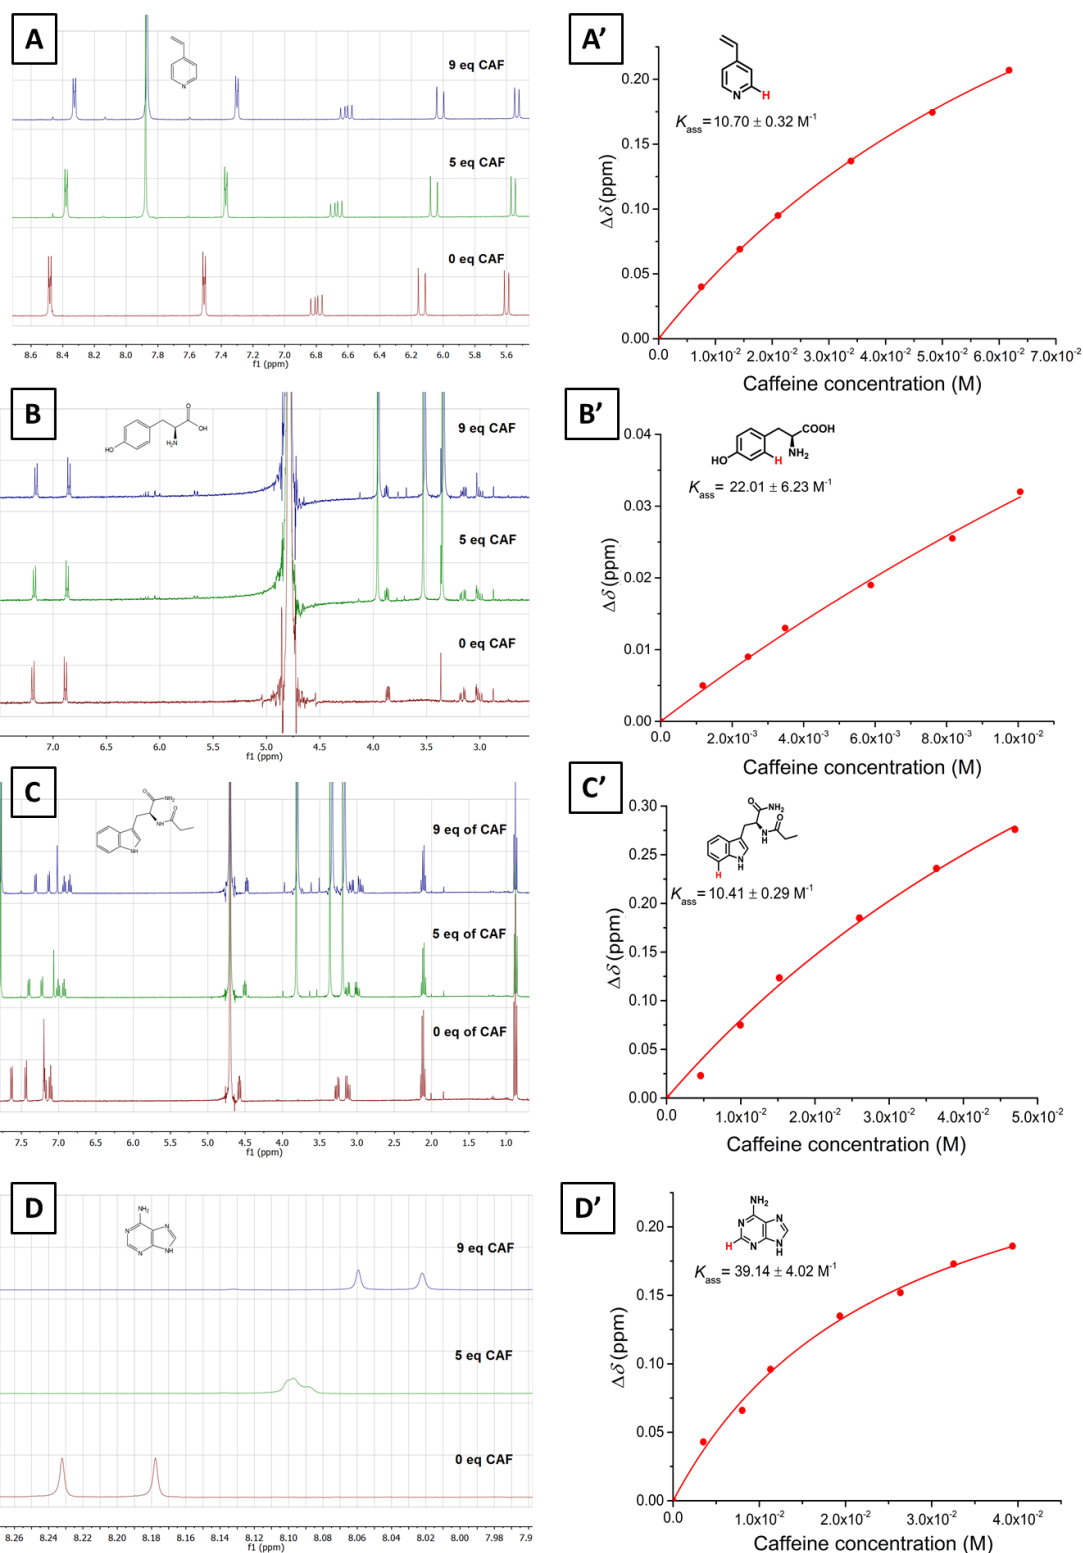 A
9 eq CAF
5 eq CAF
0 eq CAF
N
8.6 8.4 8.2 8.0 7.8 7.6 7.4 7.2 7.0 6.8 6.6 6.4 6.2 6.0 5.8 5.6
f1 (ppm)
A’
N H
Kass= 10.70 ± 0.32 M-1
0.20
0.15
0.10
0.05
0.00
Δδ (ppm)
0.0 1.0x10-2 2.0x10-2 3.0x10-2 4.0x10-2 5.0x10-2 6.0x10-2 7.0x10-2
Caffeine concentration (M)
B
O
OH
NH2
HO
9 eq CAF
5 eq CAF
0 eq CAF
7.0 6.5 6.0 5.5 5.0 4.5 4.0 3.5 3.0
f1 (ppm)
B’
COOH
NH2
HO H
Kass= 22.01 ± 6.23 M-1
0.04
0.03
0.02
0.01
0.00
Δδ (ppm)
0.0 2.0x10-3 4.0x10-3 6.0x10-3 8.0x10-3 1.0x10-2
Caffeine concentration (M)
C
O
NH2
O
NH
NH
9 eq of CAF
5 eq of CAF
0 eq of CAF
7.5 7.0 6.5 6.0 5.5 5.0 4.5 4.0 3.5 3.0 2.5 2.0 1.5 1.0
f1 (ppm)
C’
O
NH2
O
N
H
N
H
H
Kass= 10.41 ± 0.29 M-1
0.30
0.25
0.20
0.15
0.10
0.05
0.00
Δδ (ppm)
0.0 1.0x10-2 2.0x10-2 3.0x10-2 4.0x10-2 5.0x10-2
Caffeine concentration (M)
D
NH2
N N
N NH
9 eq CAF
5 eq CAF
0 eq CAF
8.26 8.24 8.22 8.20 8.18 8.16 8.14 8.12 8.10 8.08 8.06 8.04 8.02 8.00 7.9
f1 (ppm)
D’
NH2
N N
H N N
H
Kass= 39.14 ± 4.02 M-1
0.20
0.15
0.10
0.05
0.00
Δδ (ppm)
0.0 1.0x10-2 2.0x10-2 3.0x10-2 4.0x10-2
Caffeine concentration (M)